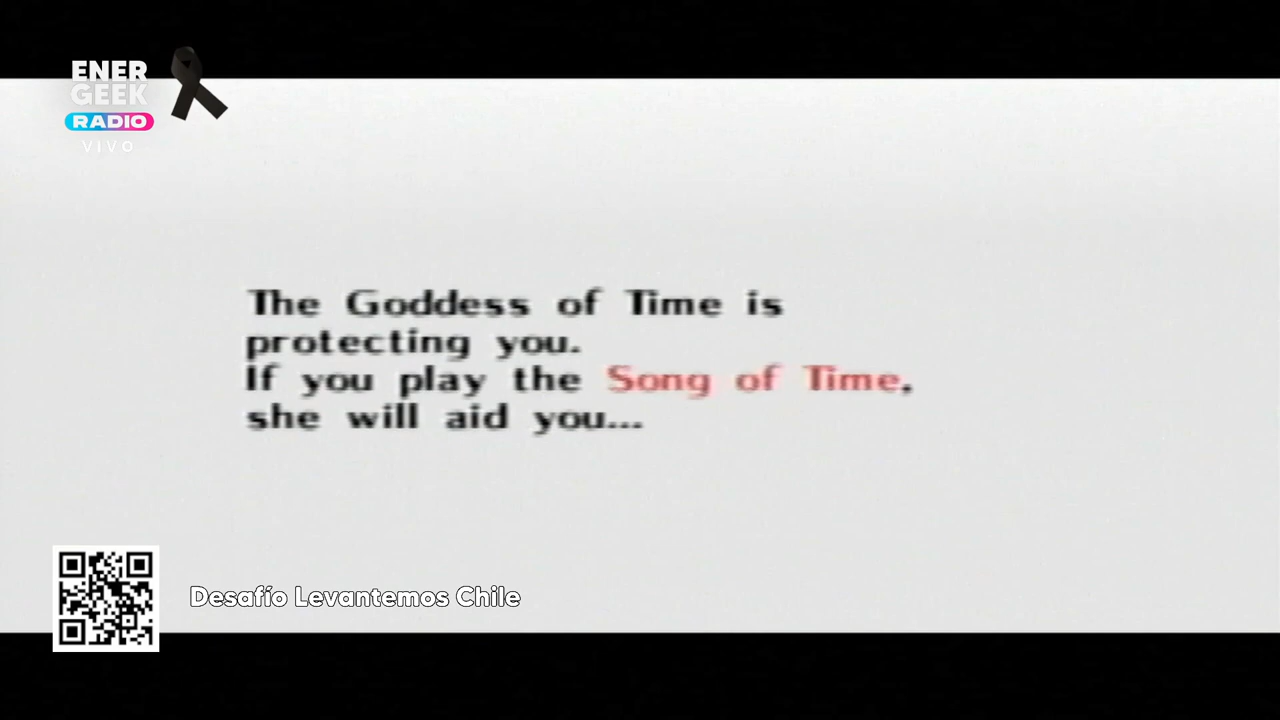 ENER
GEEK
RADIO
VIVO
The Goddess of Time is
protecting you.
If you play the Song of Time,
she will aid you...
Desafío Levantemos Chile